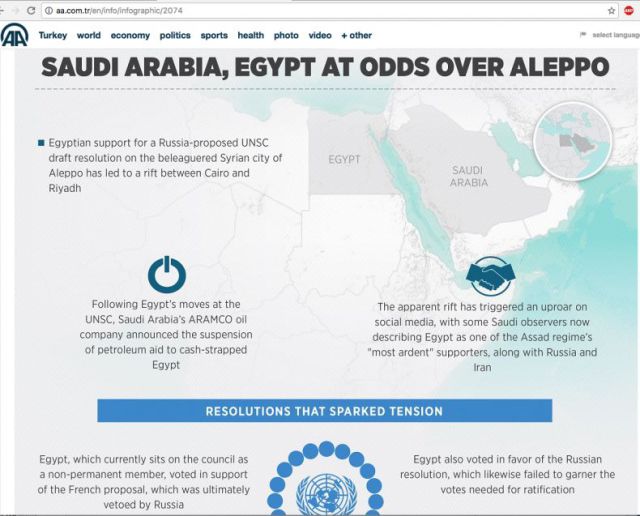 aa.com.tr/en/info/infographic/2074
AA
Turkey world economy politics sports health photo video + other
select language
SAUDI ARABIA, EGYPT AT ODDS OVER ALEPPO
Egyptian support for a Russia-proposed UNSC
draft resolution on the beleaguered Syrian city of
Aleppo has led to a rift between Cairo and
Riyadh
EGYPT
SAUDI
ARABIA
Following Egypt's moves at the
UNSC, Saudi Arabia's ARAMCO oil
company announced the suspension
of petroleum aid to cash-strapped
Egypt
The apparent rift has triggered an uproar on
social media, with some Saudi observers now
describing Egypt as one of the Assad regime's
"most ardent" supporters, along with Russia and
Iran
RESOLUTIONS THAT SPARKED TENSION
Egypt, which currently sits on the council as
a non-permanent member, voted in support
of the French proposal, which was ultimately
vetoed by Russia
Egypt also voted in favor of the Russian
resolution, which likewise failed to garner the
votes needed for ratification